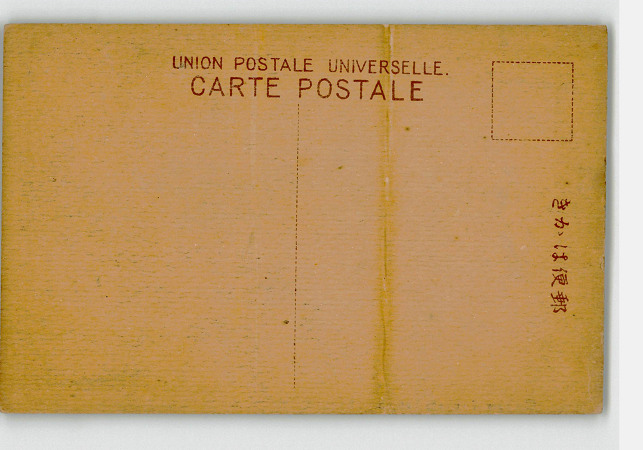 UNION POSTALE UNIVERSELLE.
CARTE POSTALE
郵便はかき